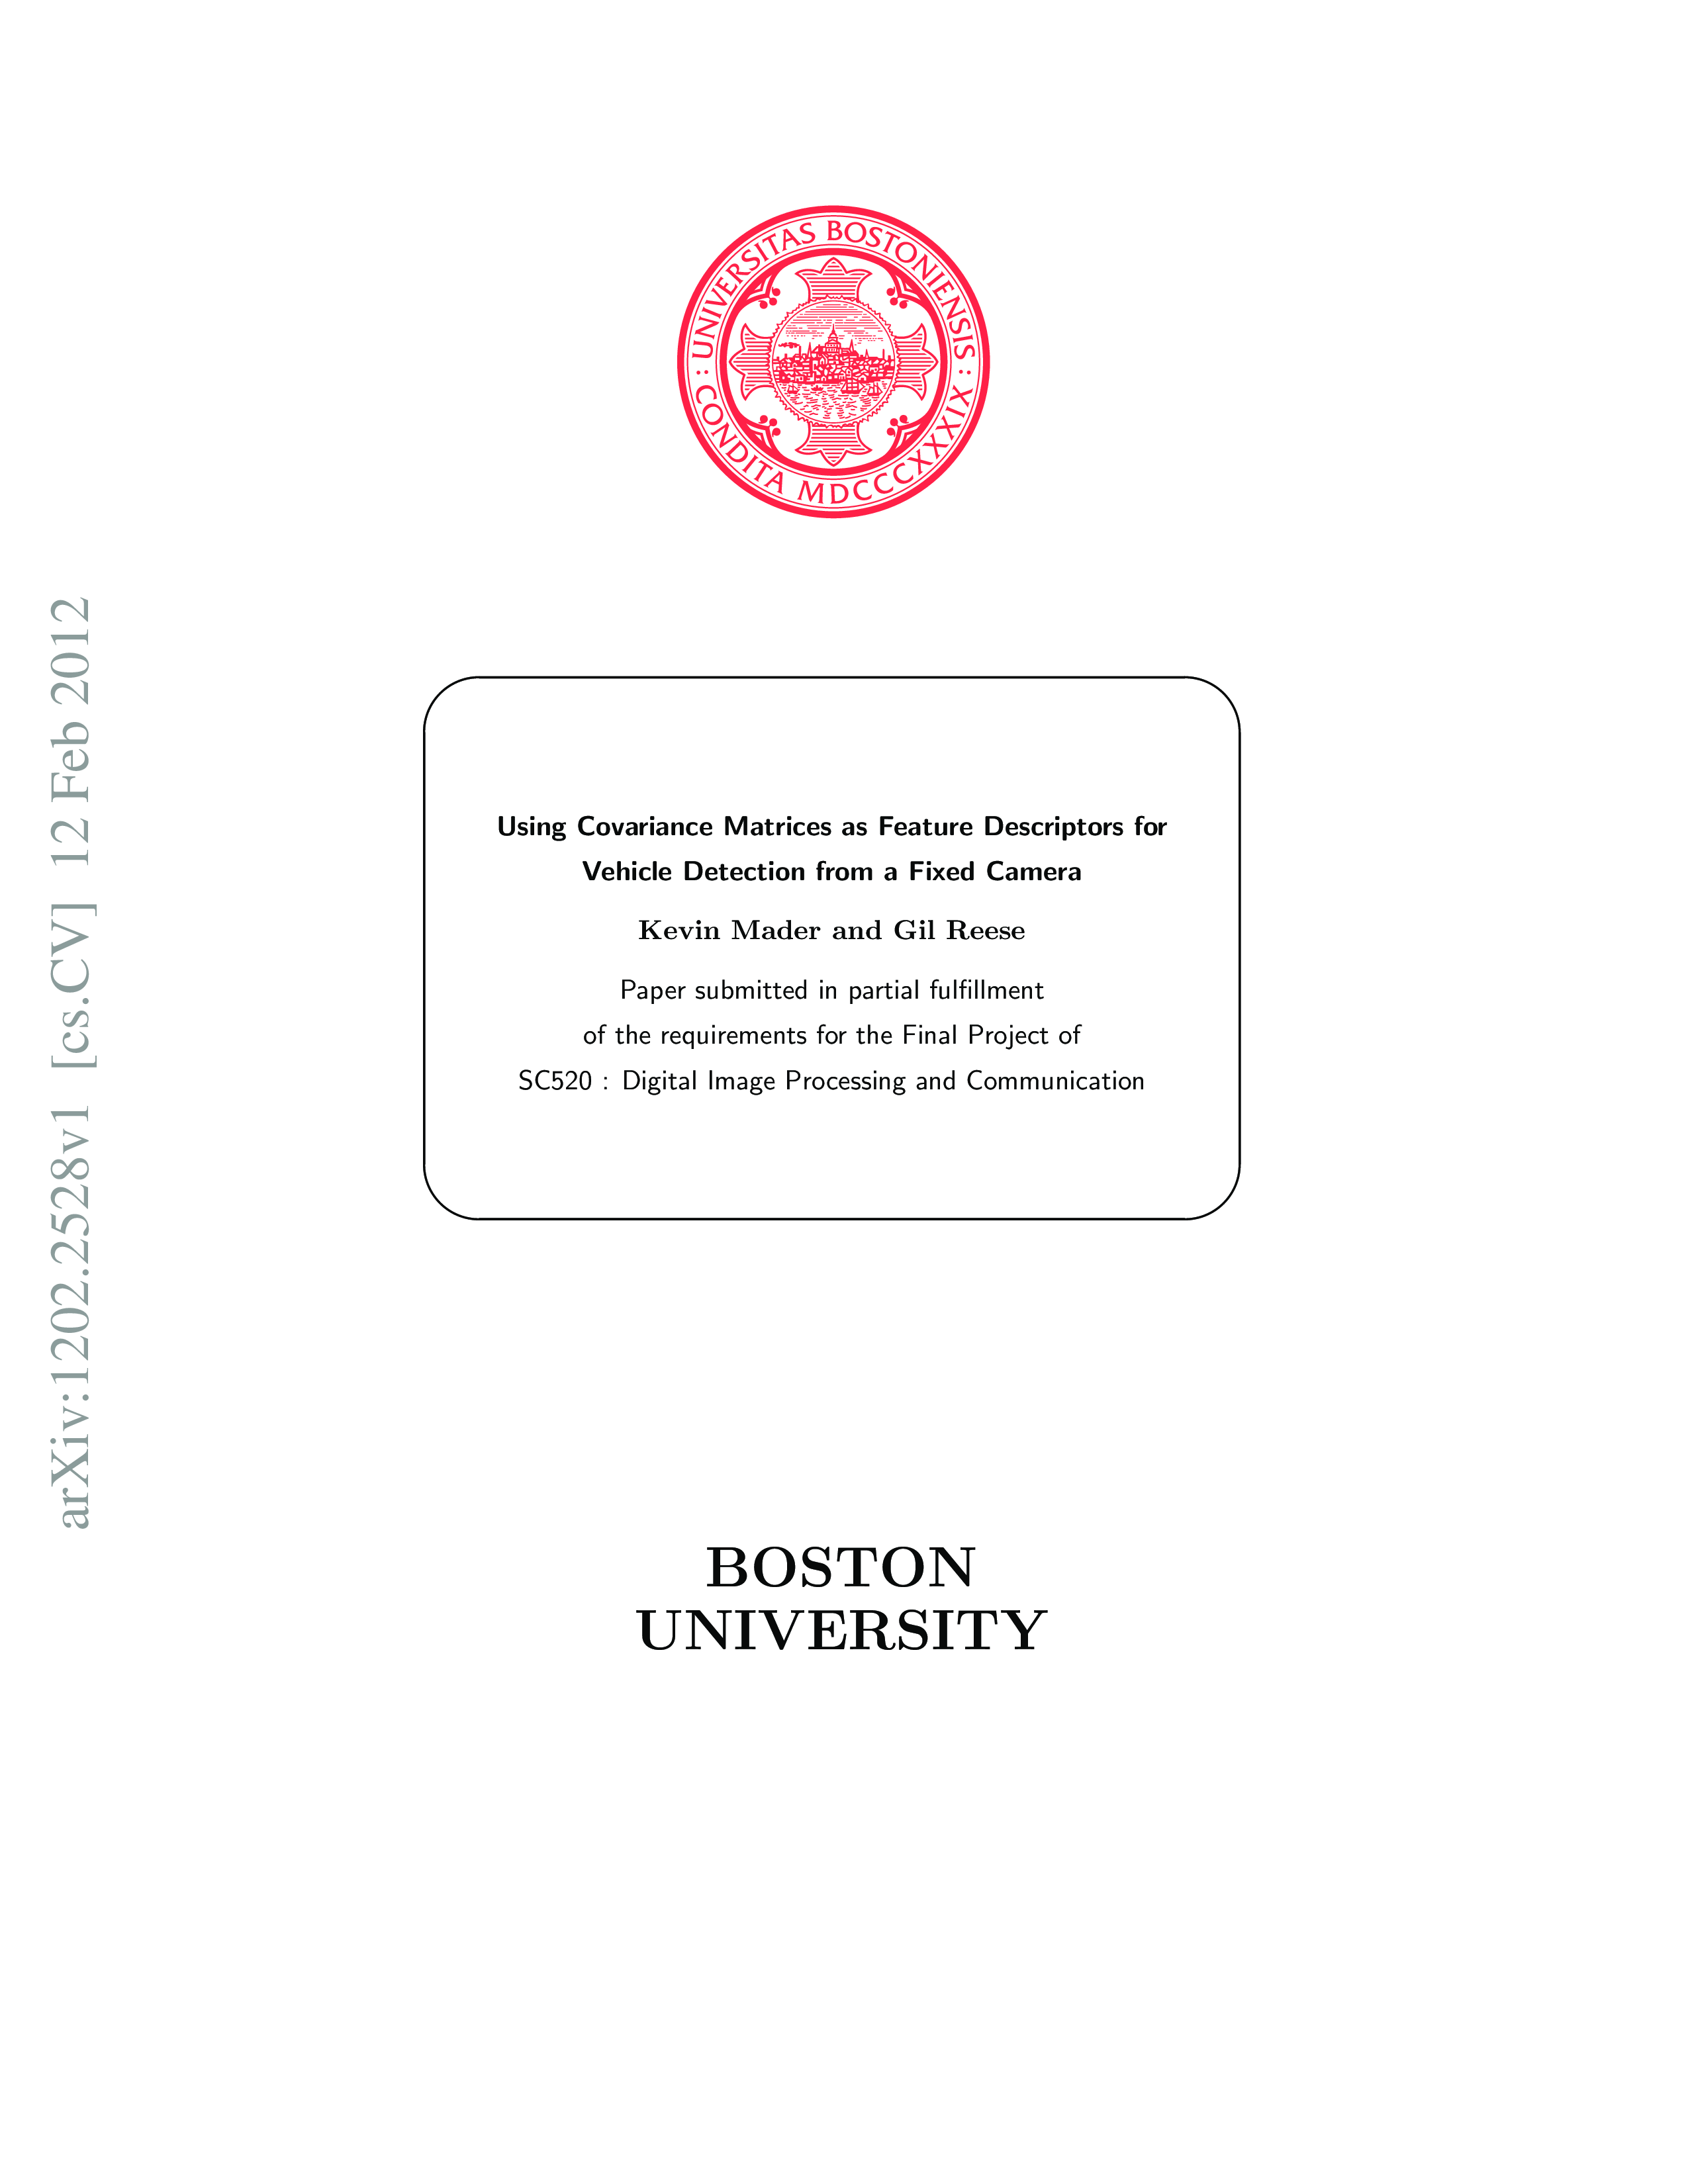 UNIVERSITAS BOSTONIENSIS : CONDITA MDCCCXXXIX :
arXiv:1202.2528v1 [cs.CV] 12 Feb 2012
Using Covariance Matrices as Feature Descriptors for
Vehicle Detection from a Fixed Camera
Kevin Mader and Gil Reese
Paper submitted in partial fulfillment
of the requirements for the Final Project of
SC520 : Digital Image Processing and Communication
BOSTON
UNIVERSITY